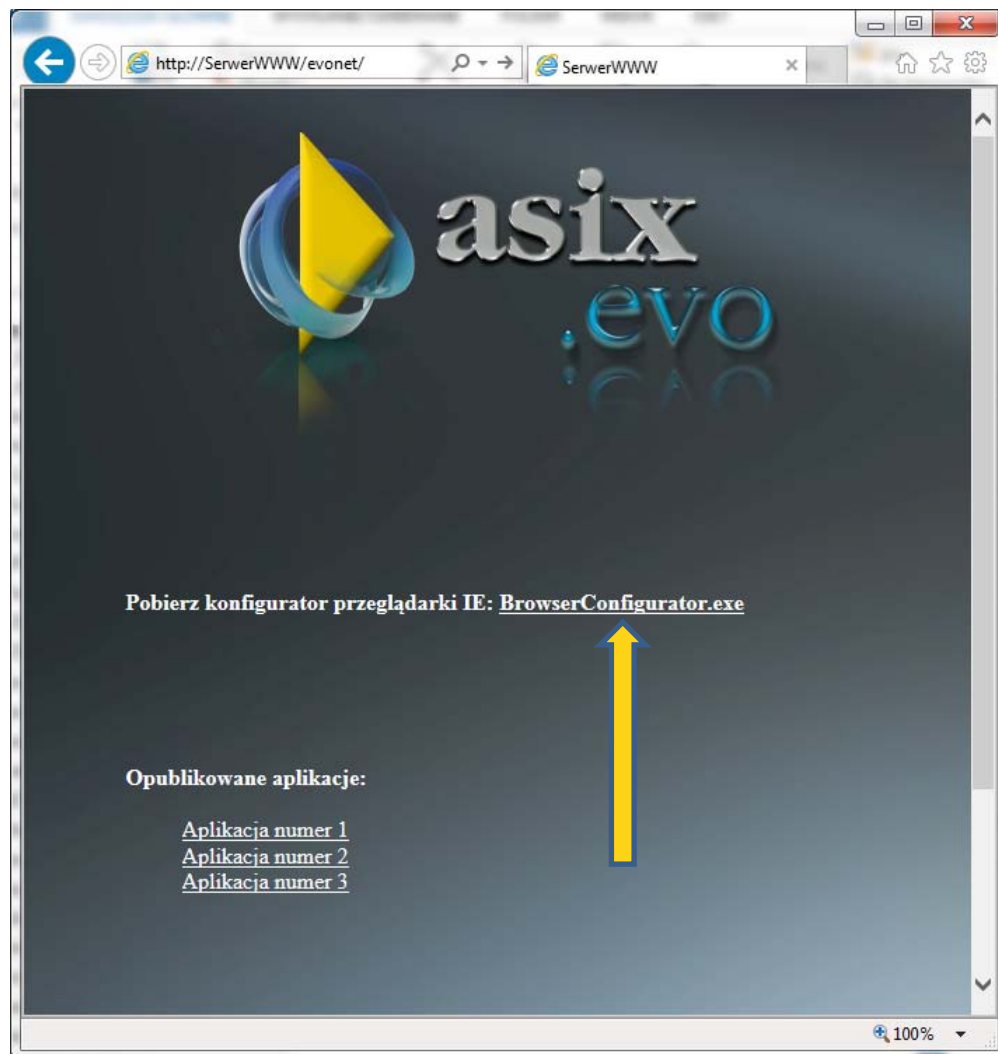 http://SerwerWWW/evonet/
SerwerWWW
asix
.evo
Pobierz konfigurator przeglądarki IE: BrowserConfigurator.exe
Opublikowane aplikacje:
Aplikacja numer 1
Aplikacja numer 2
Aplikacja numer 3
100%